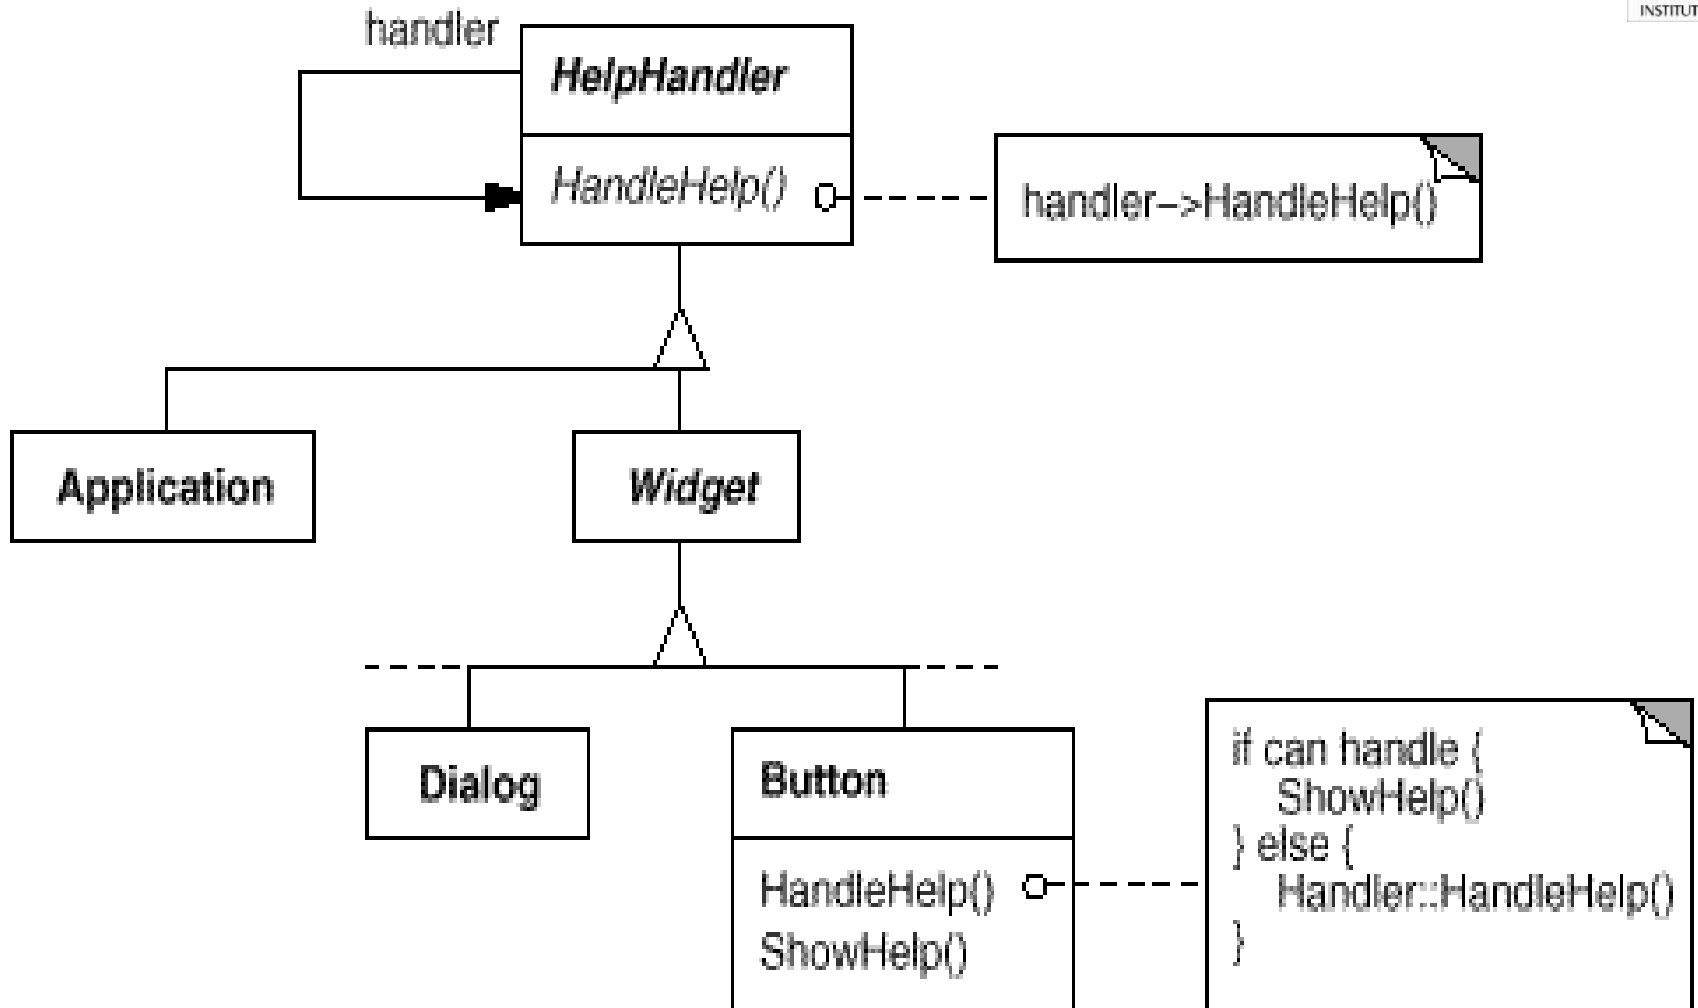 INSTITUT
handler
HelpHandler
HandleHelp()
handler–>HandleHelp()
Application
Widget
Dialog
Button
HandleHelp()
ShowHelp()
if can handle {
ShowHelp()
} else {
Handler::HandleHelp()
}